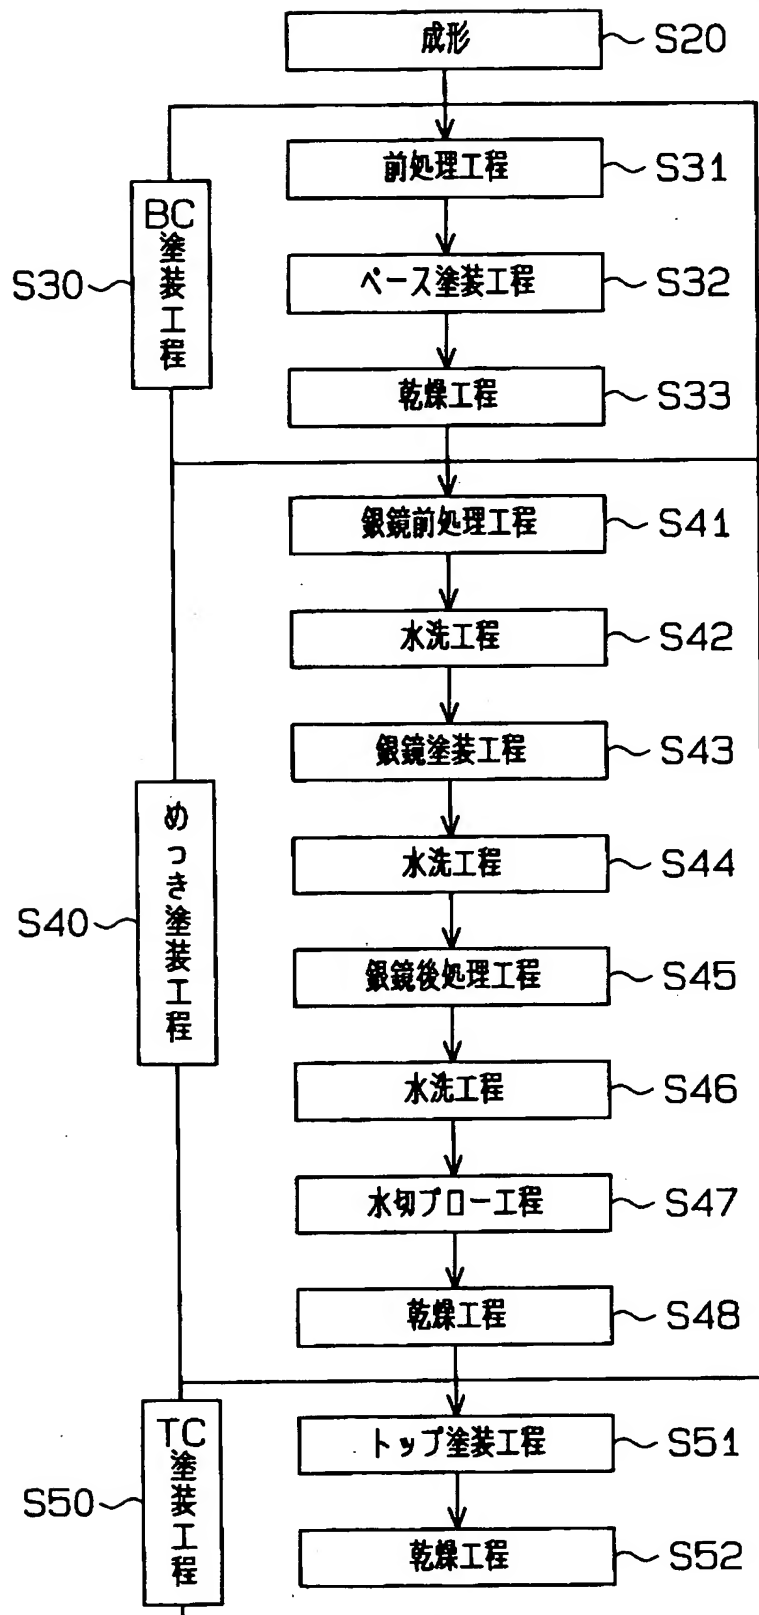 成形 S20
前処理工程 S31
BC塗装工程
S30
ベース塗装工程 S32
乾燥工程 S33
銀鏡前処理工程 S41
水洗工程 S42
銀鏡塗装工程 S43
めっき塗装工程
S40
水洗工程 S44
銀鏡後処理工程 S45
水洗工程 S46
水切ブロー工程 S47
乾燥工程 S48
TC塗装工程
S50
トップ塗装工程 S51
乾燥工程 S52